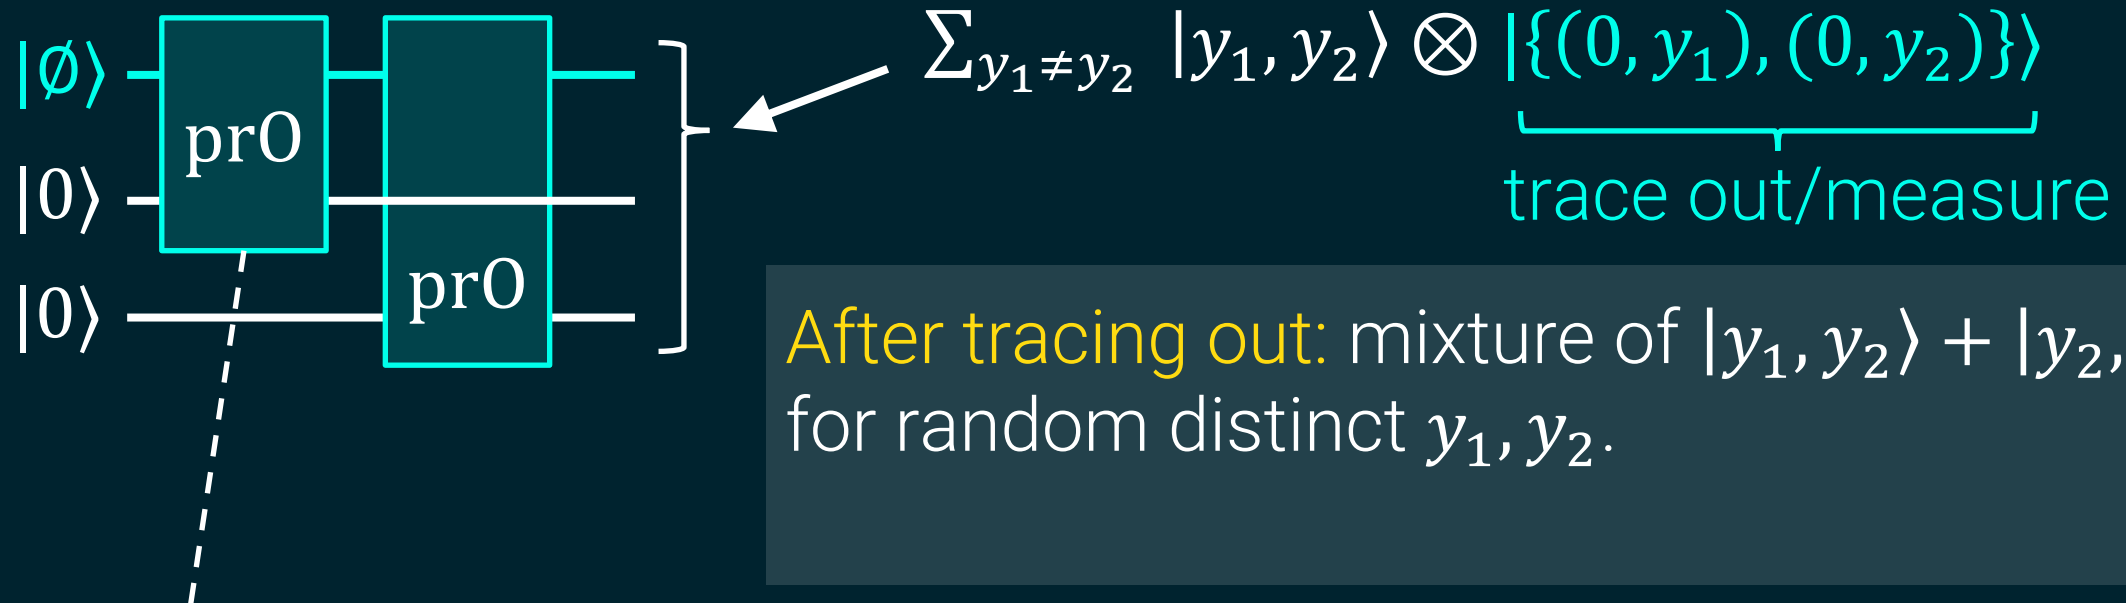 |∅⟩
|0⟩
|0⟩
prO
prO
∑_{y₁≠y₂} |y₁, y₂⟩ ⊗ |{(0, y₁), (0, y₂)}⟩
trace out/measure
After tracing out: mixture of |y₁, y₂⟩ + |y₂,
for random distinct y₁, y₂.